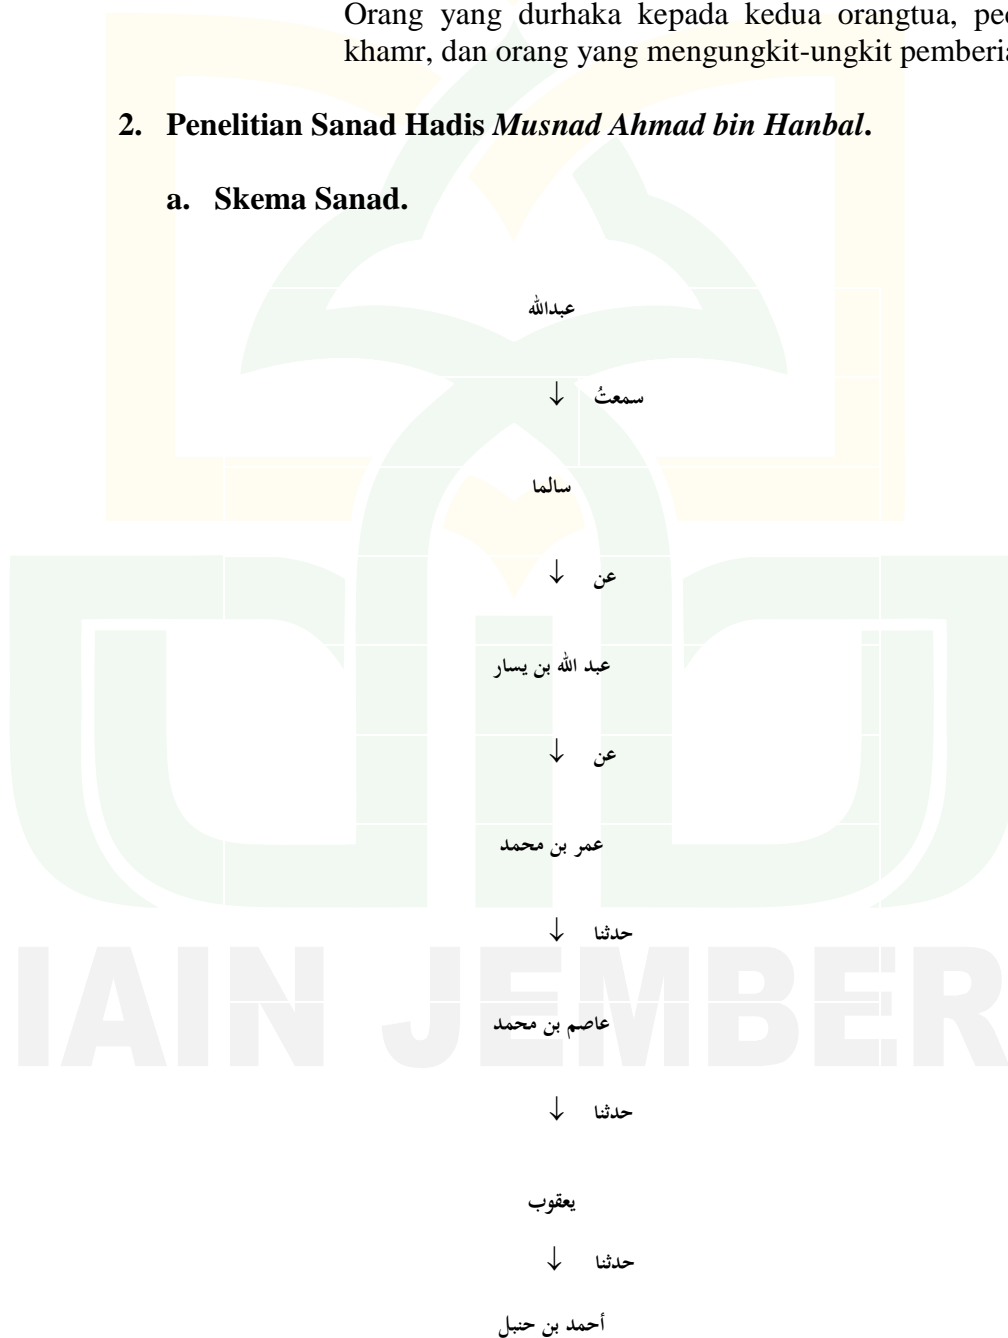 Orang yang durhaka kepada kedua orangtua,
khamr, dan orang yang mengungkit-ungkit
2. Penelitian Sanad Hadis Musnad Ahmad bin Hanbal.
a. Skema Sanad.
عبدالله
↓ سمعتُ
سالما
↓ عن
عبد الله بن يسار
↓ عن
عمر بن محمد
↓ حدثنا
عاصم بن محمد
↓ حدثنا
يعقوب
↓ حدثنا
أحمد بن حنبل
IAIN JEMBER